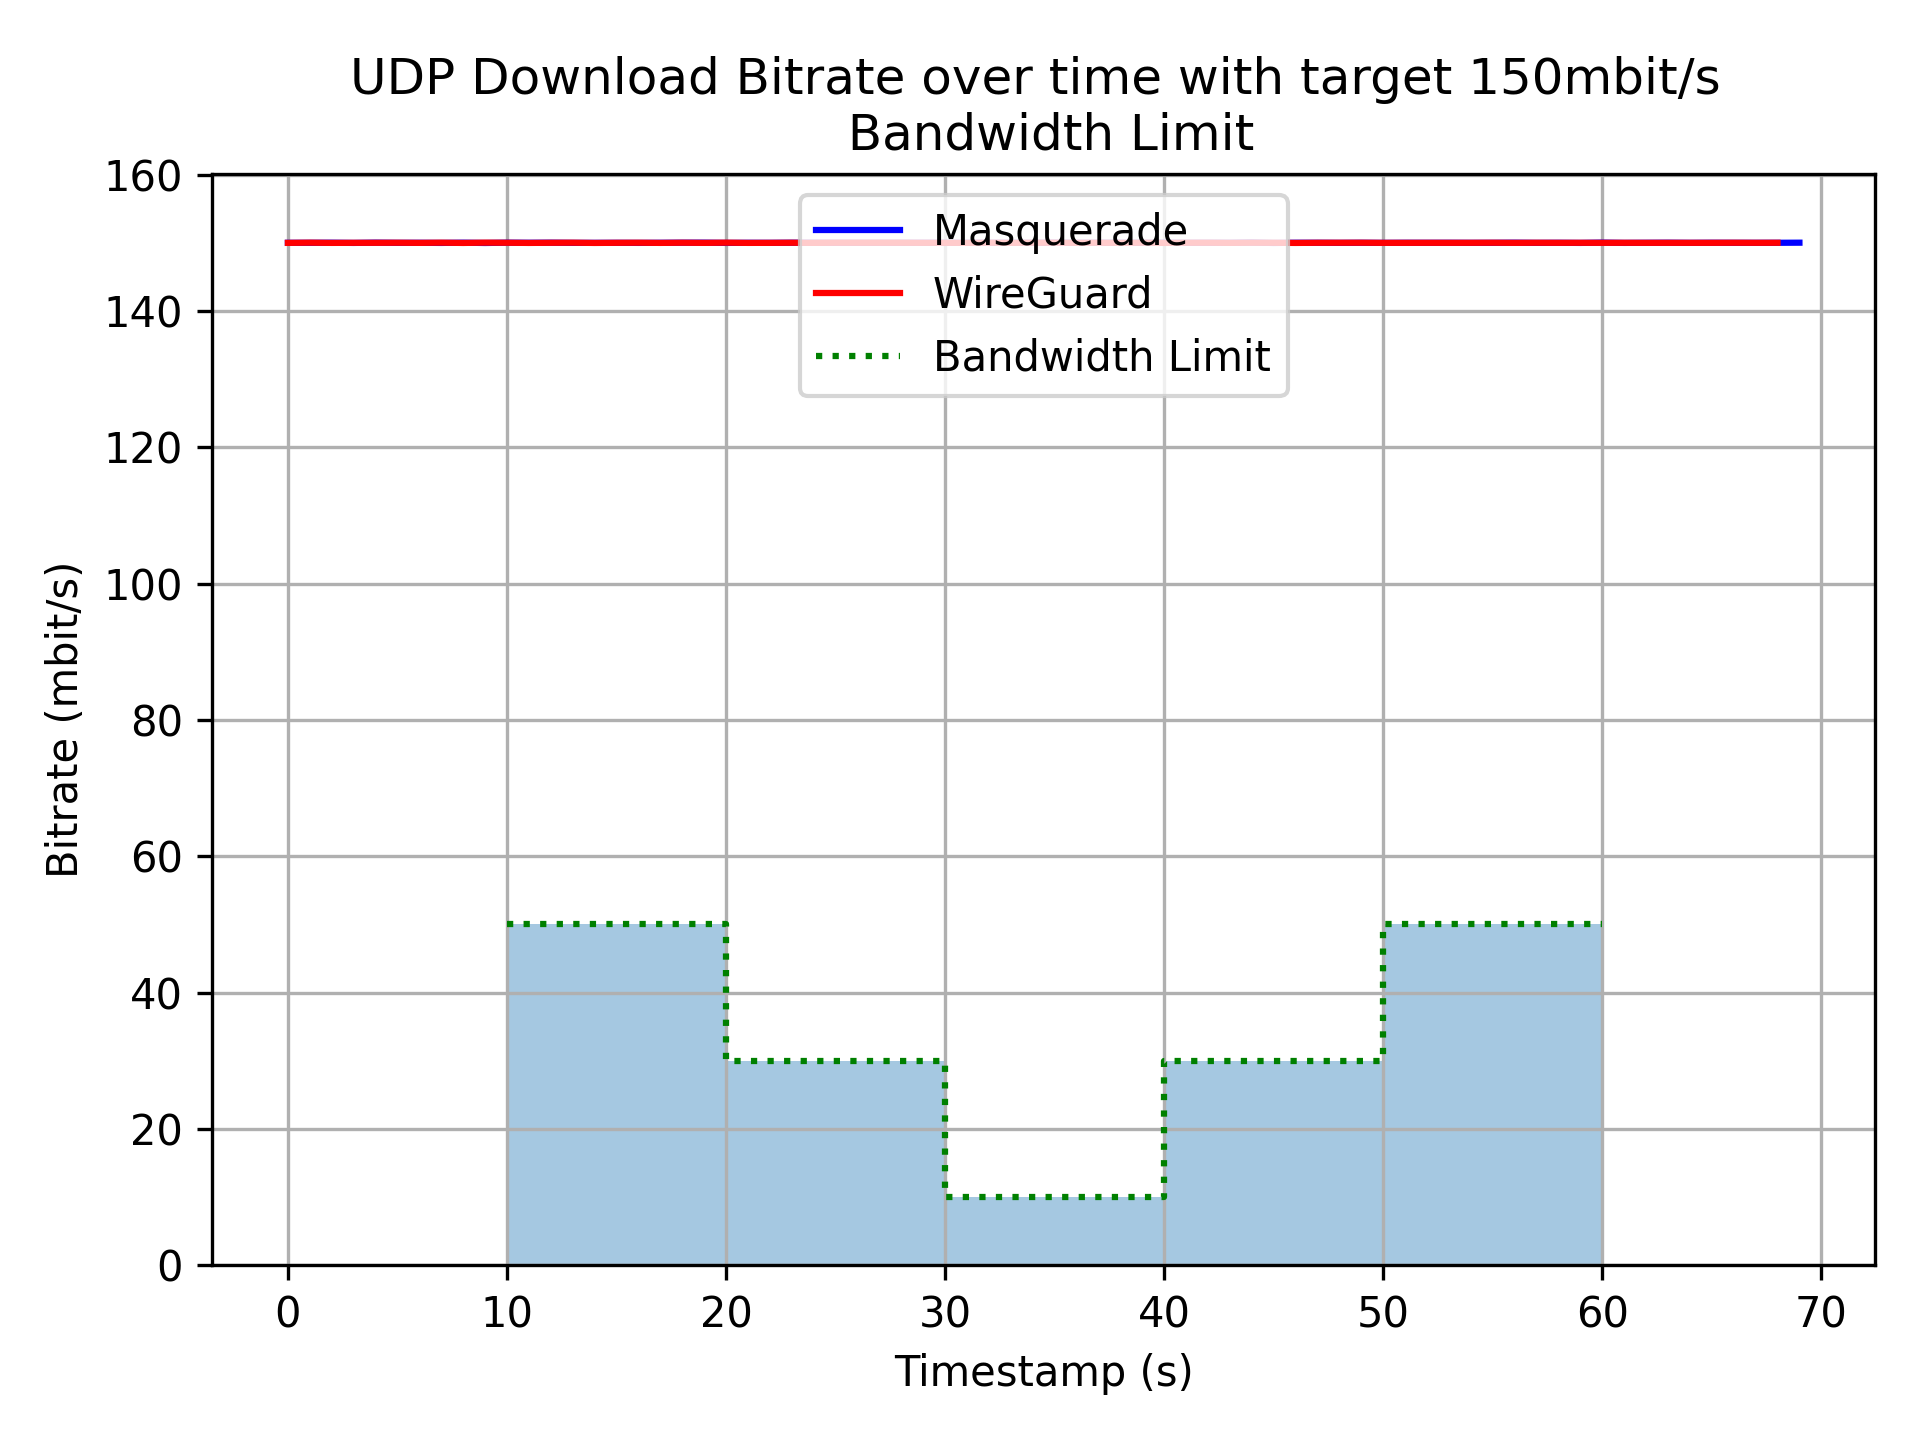 UDP Download Bitrate over time with target 150mbit/s
Bandwidth Limit
Masquerade
WireGuard
Bandwidth Limit
160
140
120
100
80
60
40
20
0
Bitrate (mbit/s)
0 10 20 30 40 50 60 70
Timestamp (s)